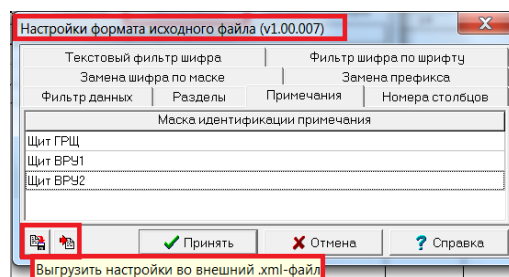 Настройки формата исходного файла (v1.00.007)
Текстовый фильтр шифра
Фильтр шифра по шрифту
Замена шифра по маске
Замена префикса
Фильтр данных
Разделы
Примечания
Номера столбцов
Маска идентификации примечания
Щит ГРЩ
Щит ВРУ1
Щит ВРУ2
Принять
Отмена
? Справка
Выгрузить настройки во внешний .xml-файл